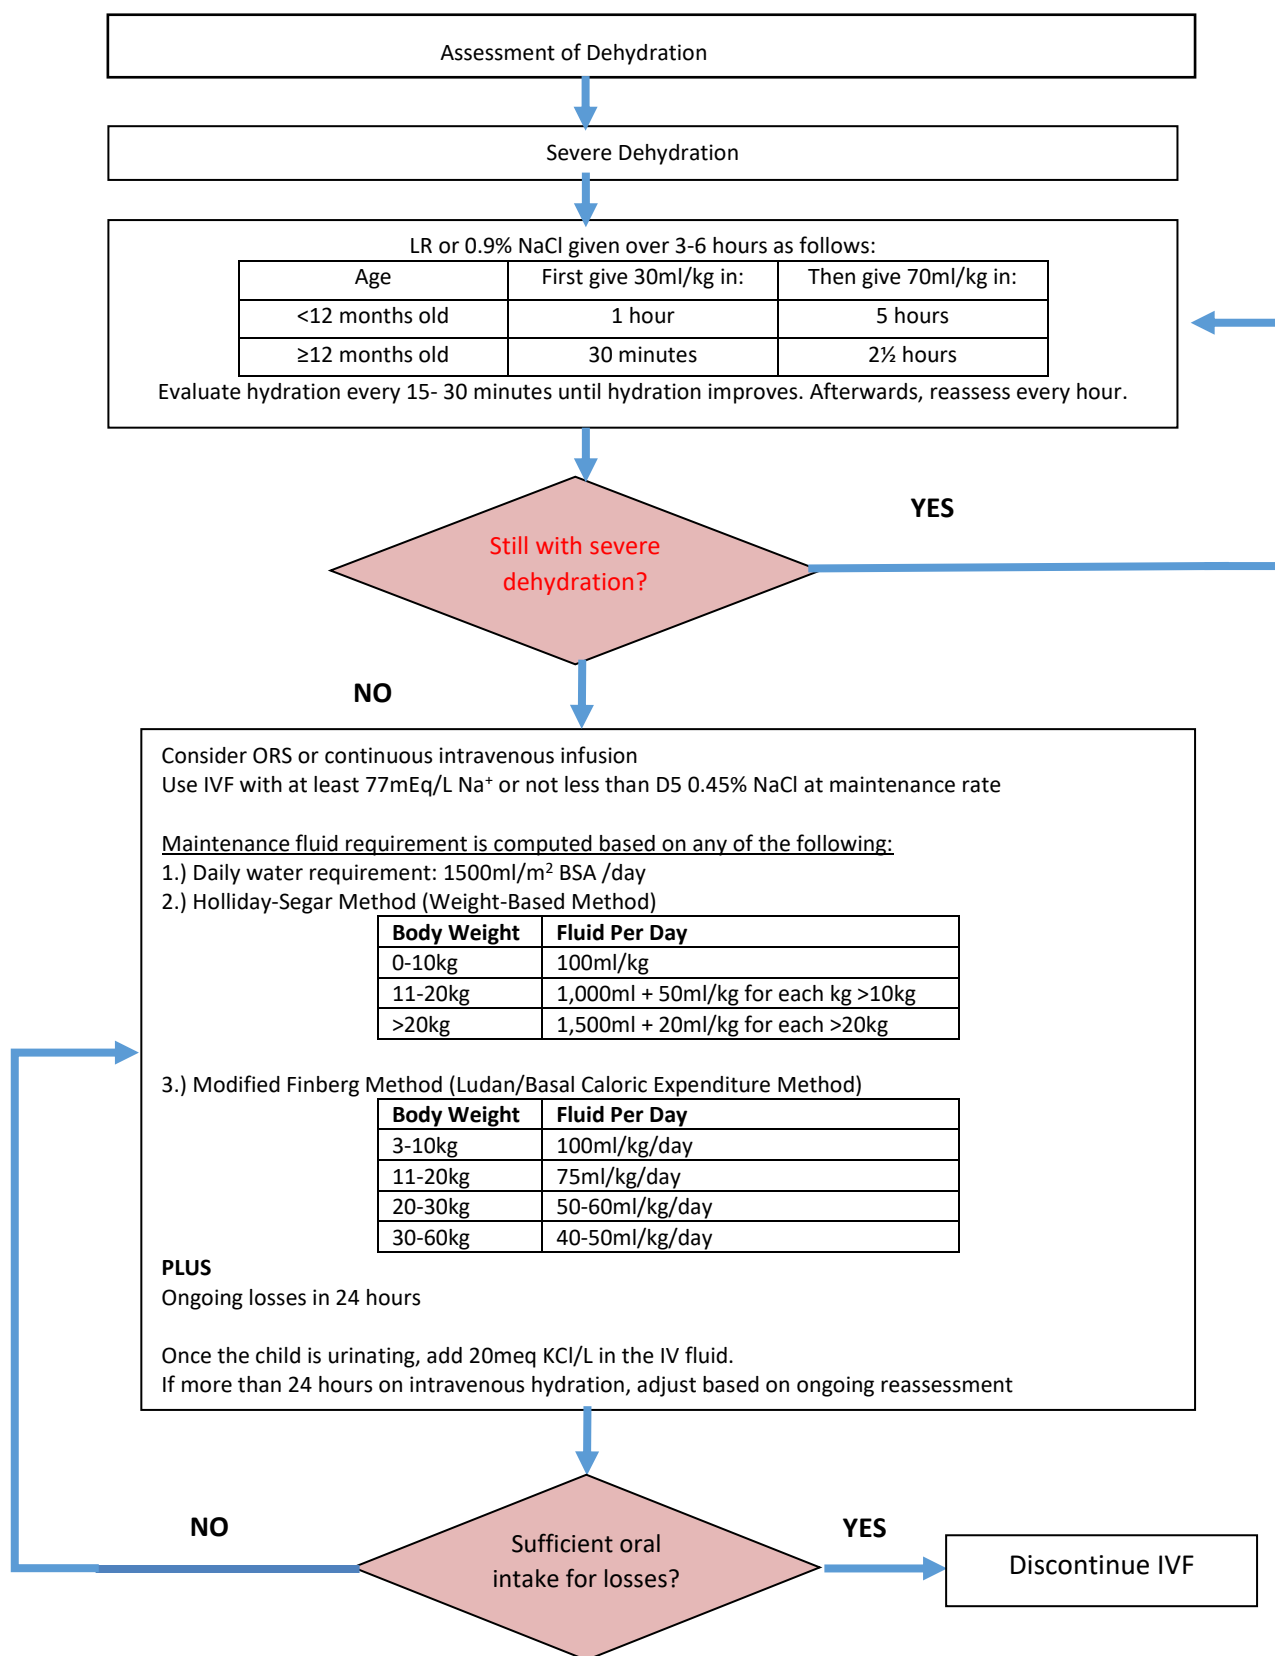 Assessment of Dehydration
Severe Dehydration
LR or 0.9% NaCl given over 3-6 hours as follows:
Age First give 30ml/kg in: Then give 70ml/kg in:
<12 months old 1 hour 5 hours
≥12 months old 30 minutes 2½ hours
Evaluate hydration every 15- 30 minutes until hydration improves. Afterwards, reassess every hour.
YES
Still with severe
dehydration?
NO
Consider ORS or continuous intravenous infusion
Use IVF with at least 77mEq/L Na⁺ or not less than D5 0.45% NaCl at maintenance rate
Maintenance fluid requirement is computed based on any of the following:
1.) Daily water requirement: 1500ml/m² BSA /day
2.) Holliday-Segar Method (Weight-Based Method)
Body Weight Fluid Per Day
0-10kg 100ml/kg
11-20kg 1,000ml + 50ml/kg for each kg >10kg
>20kg 1,500ml + 20ml/kg for each >20kg
3.) Modified Finberg Method (Ludan/Basal Caloric Expenditure Method)
Body Weight Fluid Per Day
3-10kg 100ml/kg/day
11-20kg 75ml/kg/day
20-30kg 50-60ml/kg/day
30-60kg 40-50ml/kg/day
PLUS
Ongoing losses in 24 hours
Once the child is urinating, add 20meq KCl/L in the IV fluid.
If more than 24 hours on intravenous hydration, adjust based on ongoing reassessment
NO
YES
Sufficient oral
intake for losses?
Discontinue IVF